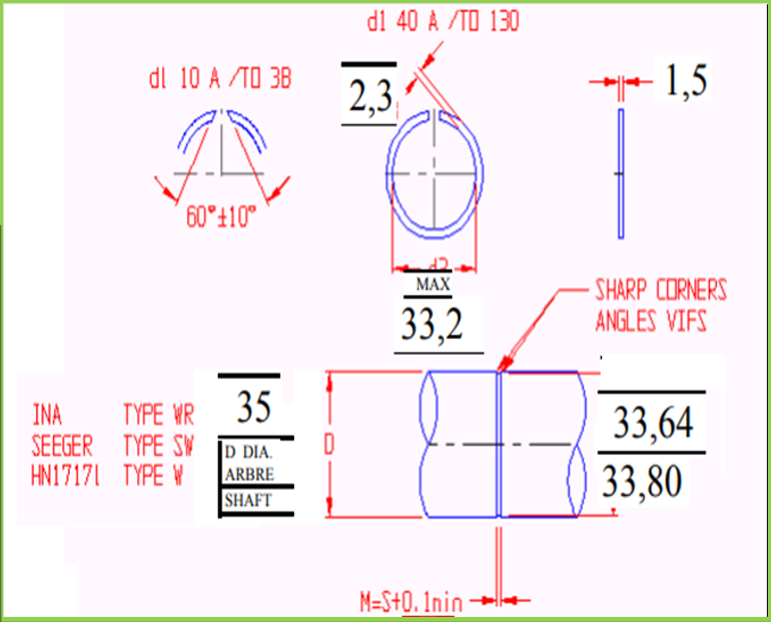 d1 40 A /TO 130
dl 10 A /TO 38
2,3
1,5
60°±10°
d2
MAX
33,2
SHARP CORNERS
ANGLES VIFS
INA TYPE WR
SEEGER TYPE SW
HN1717l TYPE W
35
D DIA.
ARBRE
SHAFT
D
33,64
33,80
M=S+0.1min